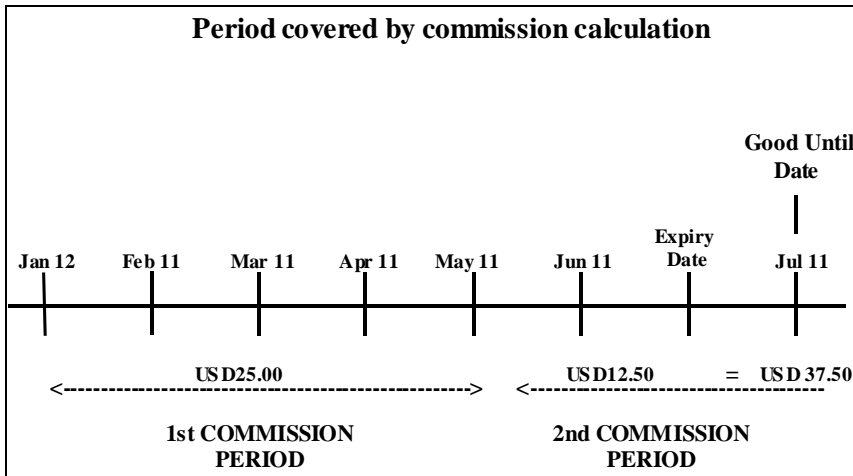 Period covered by commission calculation
Good Until
Date
Jan 12 Feb 11 Mar 11 Apr 11 May 11 Jun 11 Expiry Date Jul 11
USD25.00 USD12.50 = USD 37.50
<----------------------------------------------------------> <------------------------------------------
1st COMMISSION PERIOD
2nd COMMISSION PERIOD